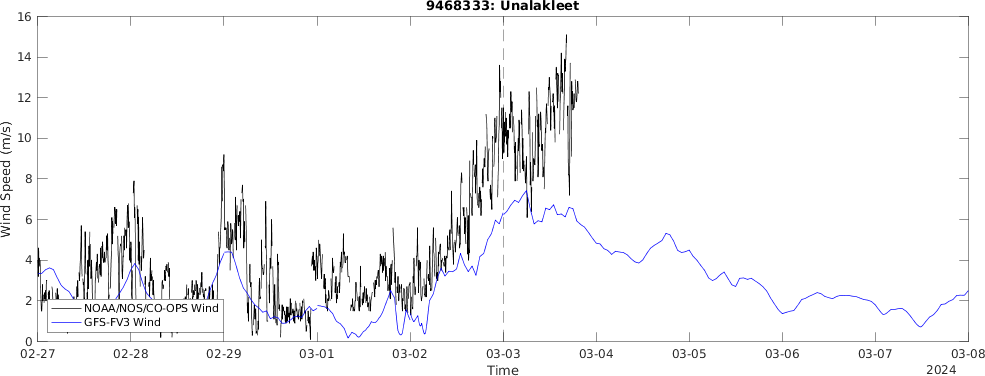 9468333: Unalakleet
Wind Speed (m/s)
16
14
12
10
8
6
4
2
0
NOAA/NOS/CO-OPS Wind
GFS-FV3 Wind
02-27 02-28 02-29 03-01 03-02 03-03 03-04 03-05 03-06 03-07 03-08
Time
2024